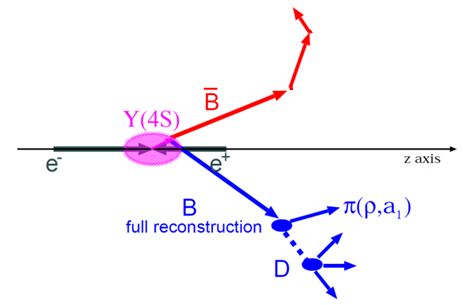 B̅
Υ(4S)
e⁻
e⁺
z axis
B
full reconstruction
π(ρ,a₁)
D